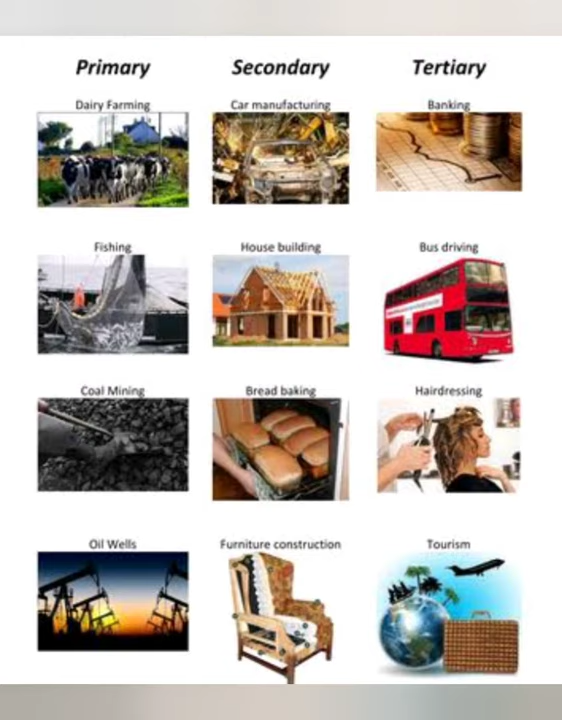 Primary Secondary Tertiary
Dairy Farming Car manufacturing Banking
Fishing House building Bus driving
Coal Mining Bread baking Hairdressing
Oil Wells Furniture construction Tourism